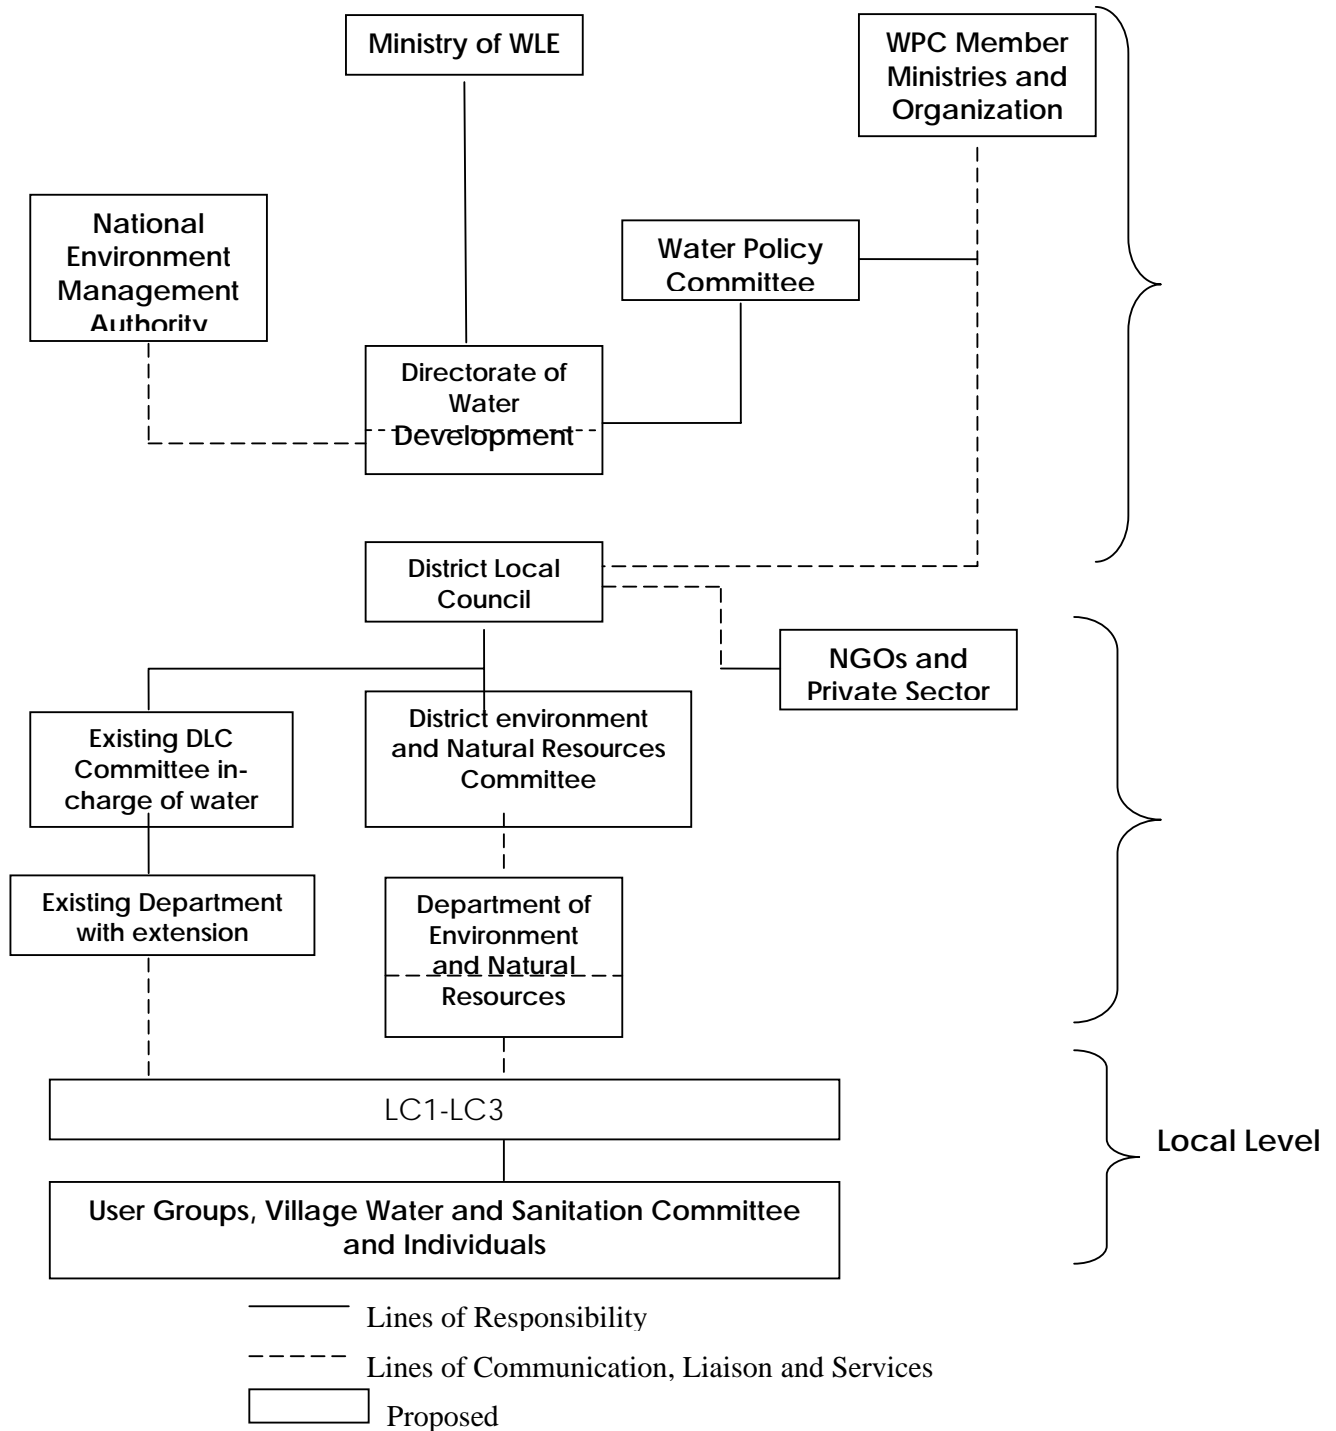 Ministry of WLE
WPC Member
Ministries and
Organization
National
Environment
Management
Authority
Water Policy
Committee
Directorate of
Water
Development
District Local
Council
NGOs and
Private Sector
Existing DLC
Committee in-
charge of water
District environment
and Natural Resources
Committee
Existing Department
with extension
Department of
Environment
and Natural
Resources
LC1-LC3
Local Level
User Groups, Village Water and Sanitation Committee
and Individuals
Lines of Responsibility
Lines of Communication, Liaison and Services
Proposed